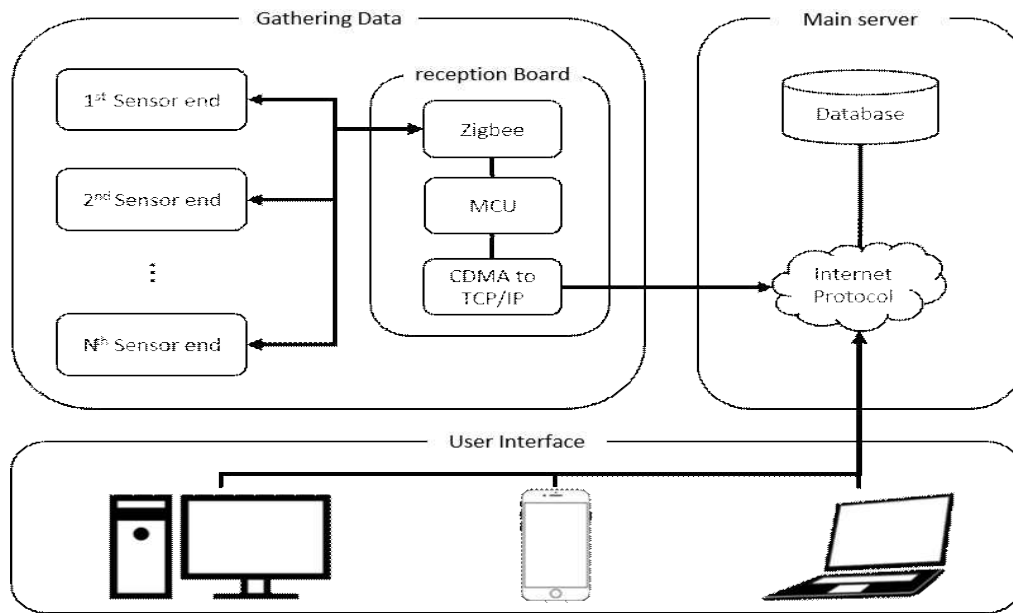 Gathering Data
Main server
reception Board
1st Sensor end
Zigbee
Database
2nd Sensor end
MCU
⋮
CDMA to
TCP/IP
Internet
Protocol
Nth Sensor end
User Interface